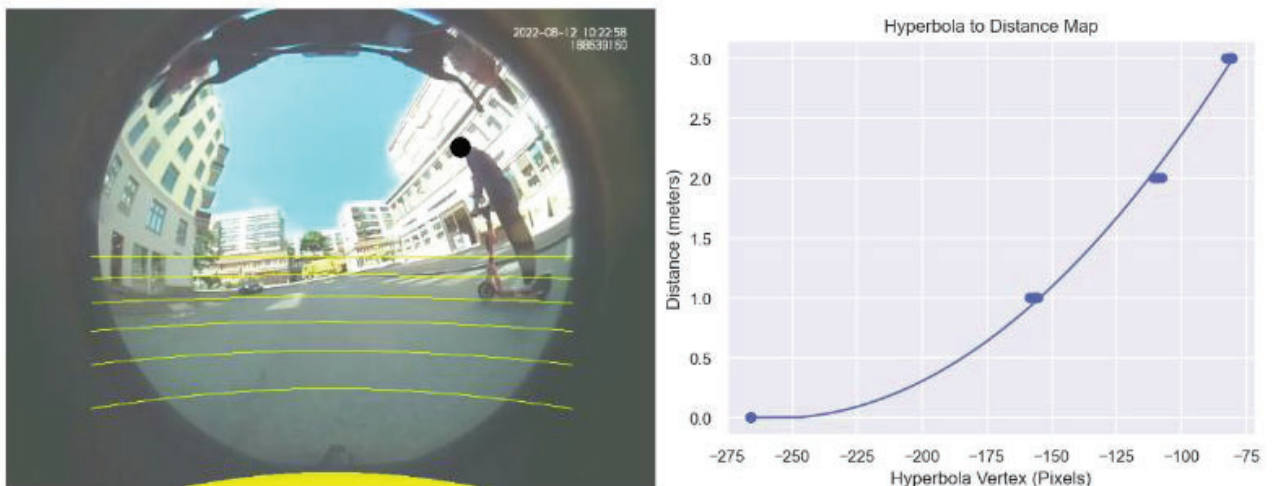 2022-08-12 10:22:58
188639160
Hyperbola to Distance Map
3.0
2.5
2.0
1.5
1.0
0.5
0.0
Distance (meters)
−275 −250 −225 −200 −175 −150 −125 −100 −75
Hyperbola Vertex (Pixels)